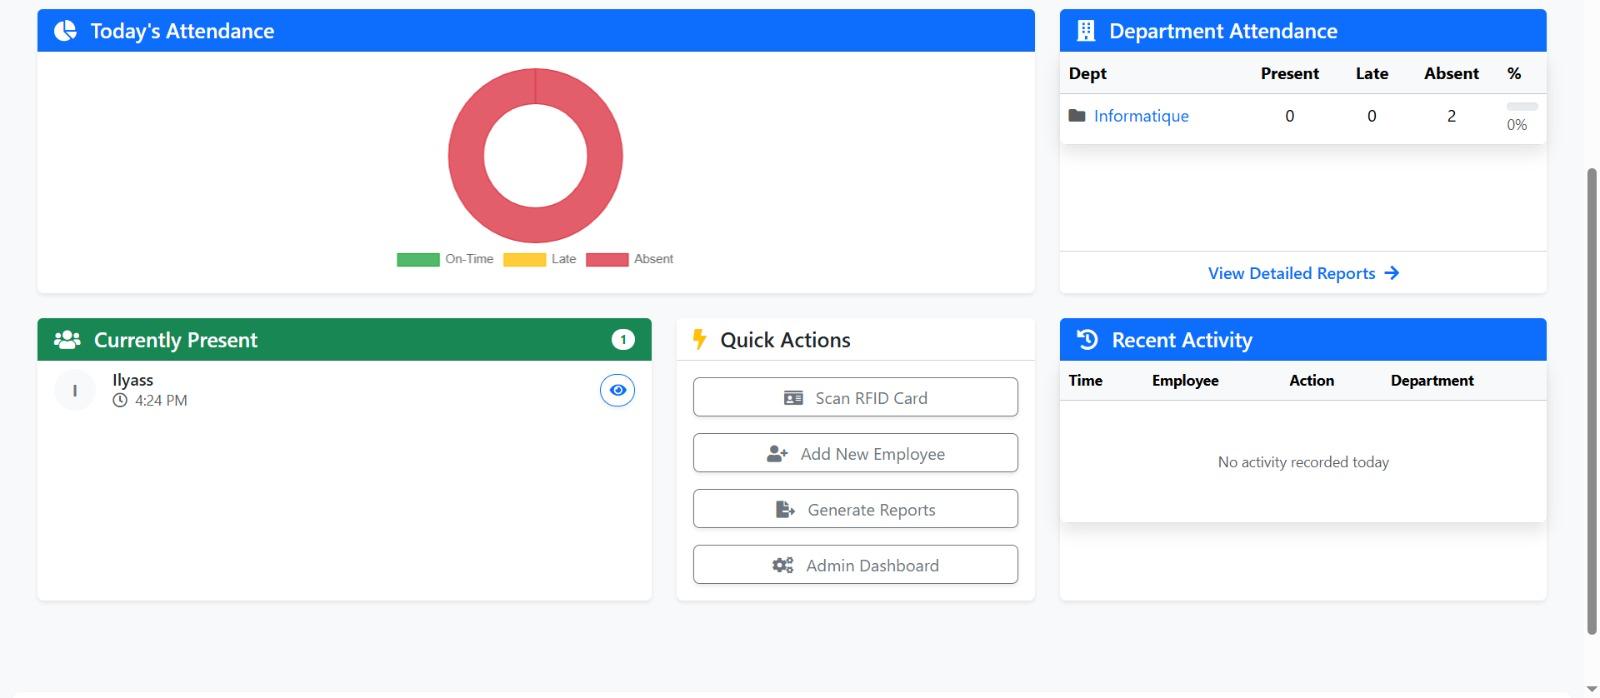 Today's Attendance
On-Time Late Absent
Department Attendance
Dept Present Late Absent %
Informatique 0 0 2 0%
View Detailed Reports
Currently Present 1
I
Ilyass
4:24 PM
Quick Actions
Scan RFID Card
Add New Employee
Generate Reports
Admin Dashboard
Recent Activity
Time Employee Action Department
No activity recorded today